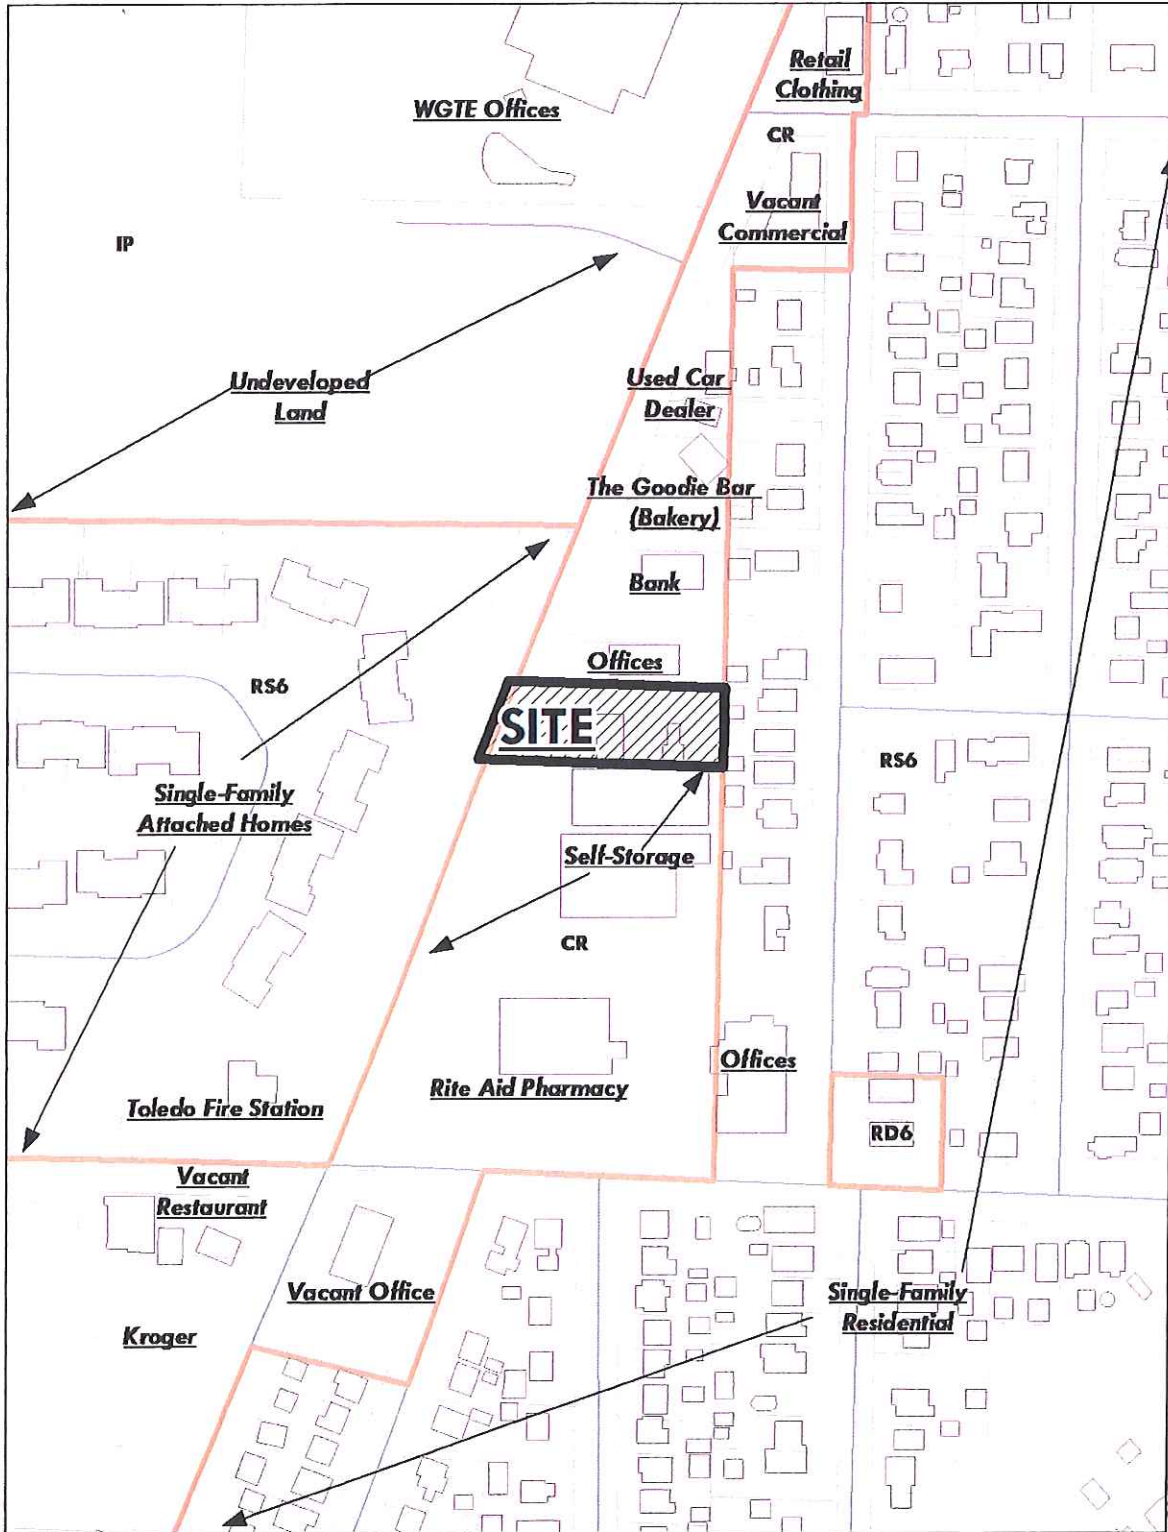 Retail
Clothing
WGTE Offices
CR
Vacant
Commercial
IP
Undeveloped
Land
Used Car
Dealer
The Goodie Bar
(Bakery)
Bank
Offices
RS6
SITE
RS6
Single-Family
Attached Homes
Self-Storage
CR
Offices
Rite Aid Pharmacy
Toledo Fire Station
RD6
Vacant
Restaurant
Vacant Office
Single-Family
Residential
Kroger